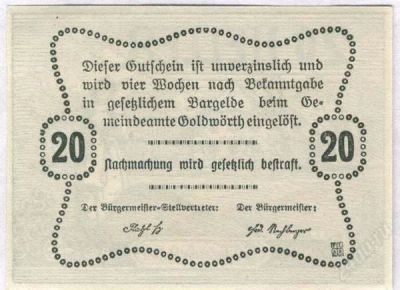 Dieser Gutschein ist unverzinslich und
wird vier Wochen nach Bekanntgabe
in gesetzlichem Bargelde beim Ge-
meindeamte Goldwörth eingelöst.
20 20
Nachmachung wird gesetzlich bestraft.
Der Bürgermeister-Stellvertreter: Der Bürgermeister: